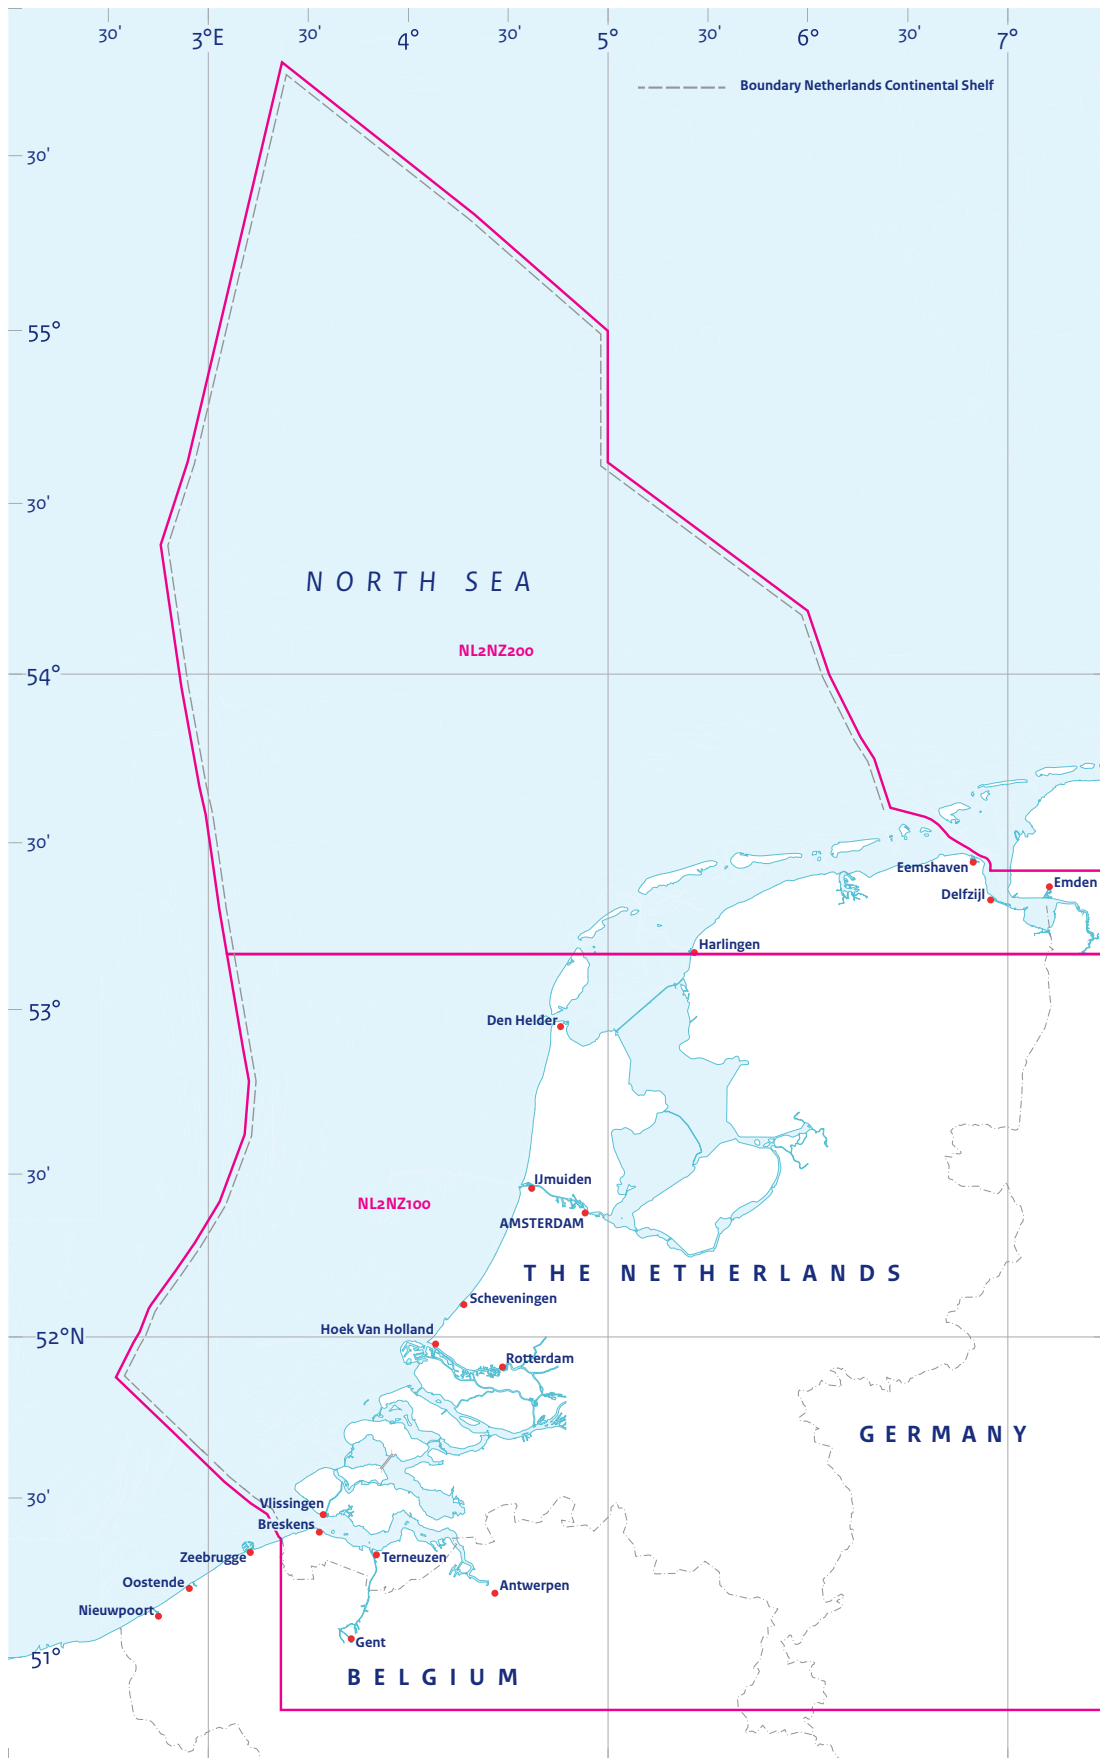 30'
3°E
30'
4°
30'
5°
30'
6°
30'
7°
Boundary Netherlands Continental Shelf
30'
55°
30'
NORTH SEA
NL2NZ200
54°
30'
Eemshaven
Emden
Delfzijl
Harlingen
53°
Den Helder
30'
IJmuiden
NL2NZ100
AMSTERDAM
THE NETHERLANDS
Scheveningen
Hoek Van Holland
52°N
Rotterdam
GERMANY
30'
Vlissingen
Breskens
Zeebrugge
Terneuzen
Oostende
Antwerpen
Nieuwpoort
Gent
51°
BELGIUM